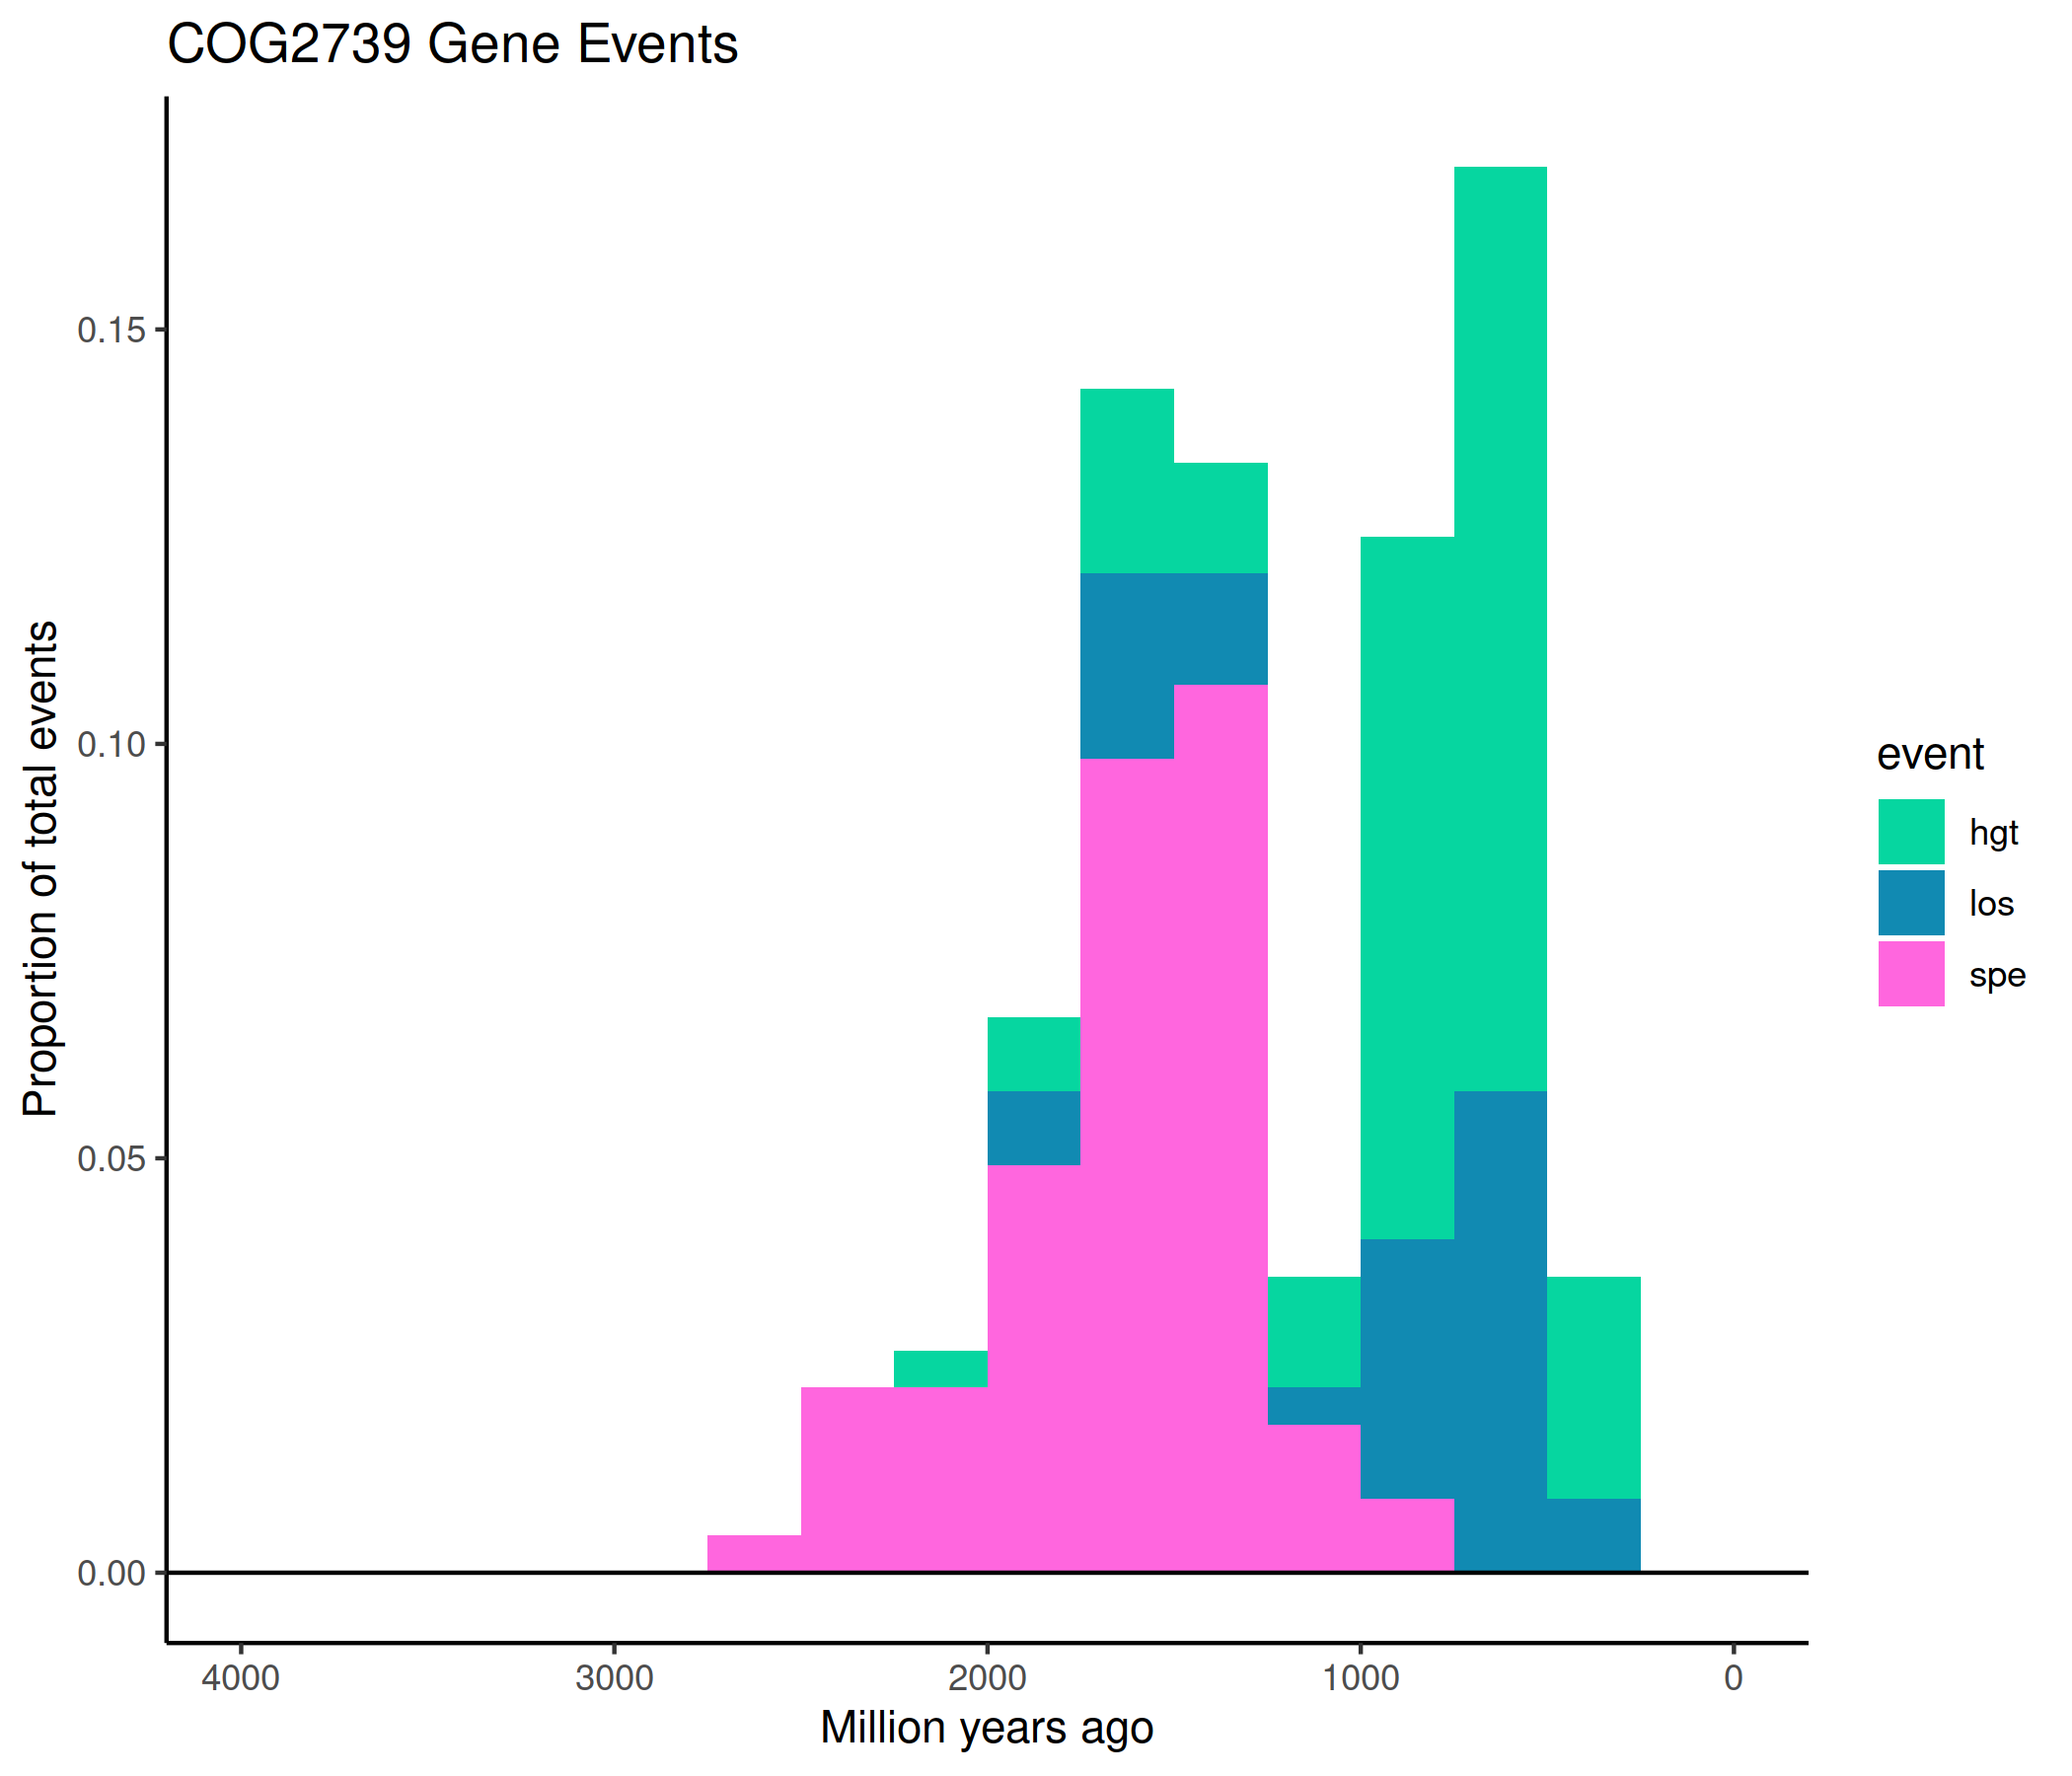 COG2739 Gene Events
Proportion of total events
0.15
0.10
0.05
0.00
4000 3000 2000 1000 0
Million years ago
event
hgt
los
spe